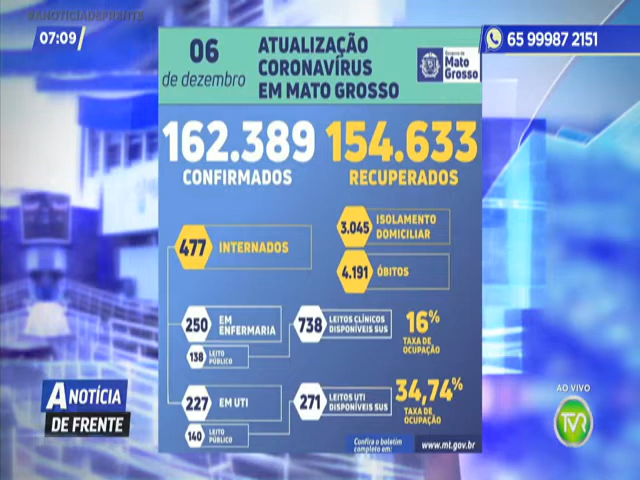 #ANOTICIADEFRENTE
07:09
65 99987 2151
06
de dezembro
ATUALIZAÇÃO
CORONAVÍRUS
EM MATO GROSSO
Governo de
Mato
Grosso
162.389
CONFIRMADOS
154.633
RECUPERADOS
477
INTERNADOS
3.045
ISOLAMENTO
DOMICILIAR
4.191
ÓBITOS
250
EM
ENFERMARIA
138
LEITO
PÚBLICO
738
LEITOS CLÍNICOS
DISPONÍVEIS SUS
16%
TAXA DE
OCUPAÇÃO
227
EM UTI
140
LEITO
PÚBLICO
271
LEITOS UTI
DISPONÍVEIS SUS
34,74%
TAXA DE
OCUPAÇÃO
Confira o boletim
completo em:
www.mt.gov.br
A NOTÍCIA
DE FRENTE
AO VIVO
TVR